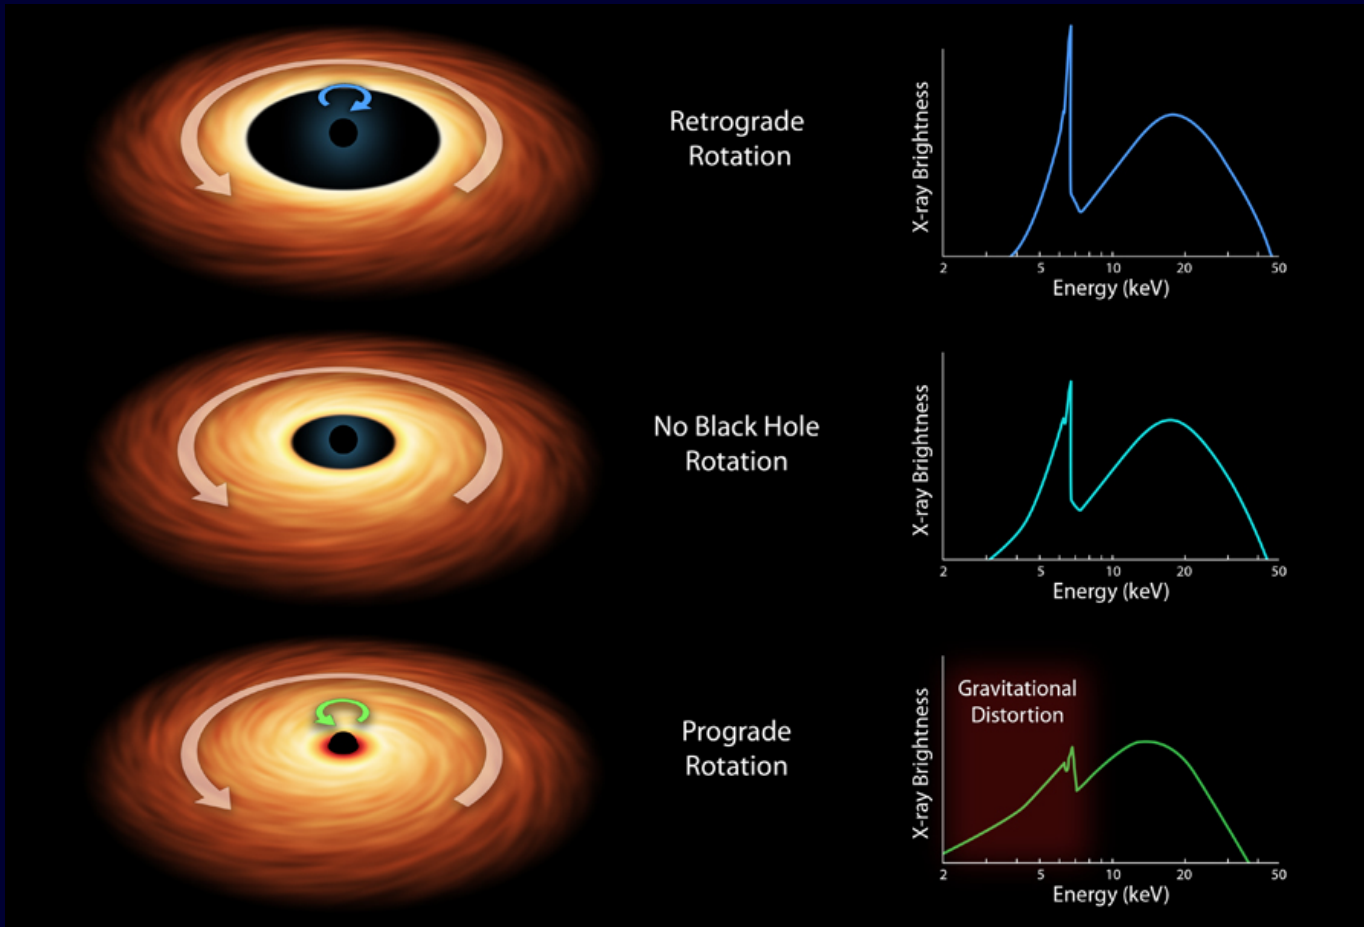 Retrograde
Rotation
X-ray Brightness
2 5 10 20 50
Energy (keV)
No Black Hole
Rotation
X-ray Brightness
2 5 10 20 50
Energy (keV)
Prograde
Rotation
Gravitational
Distortion
X-ray Brightness
2 5 10 20 50
Energy (keV)